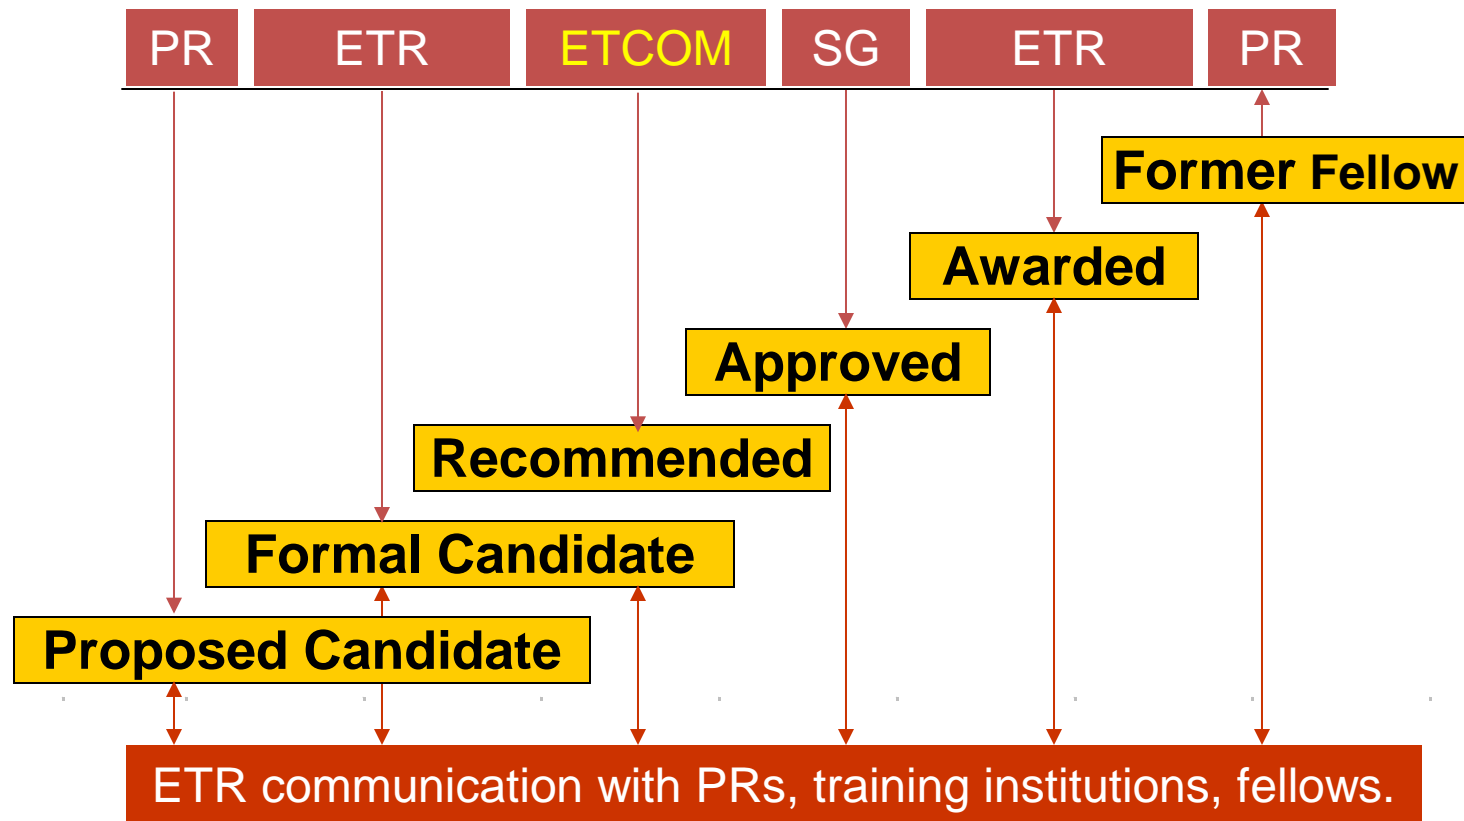 PR ETR ETCOM SG ETR PR
Former Fellow
Awarded
Approved
Recommended
Formal Candidate
Proposed Candidate
ETR communication with PRs, training institutions, fellows.